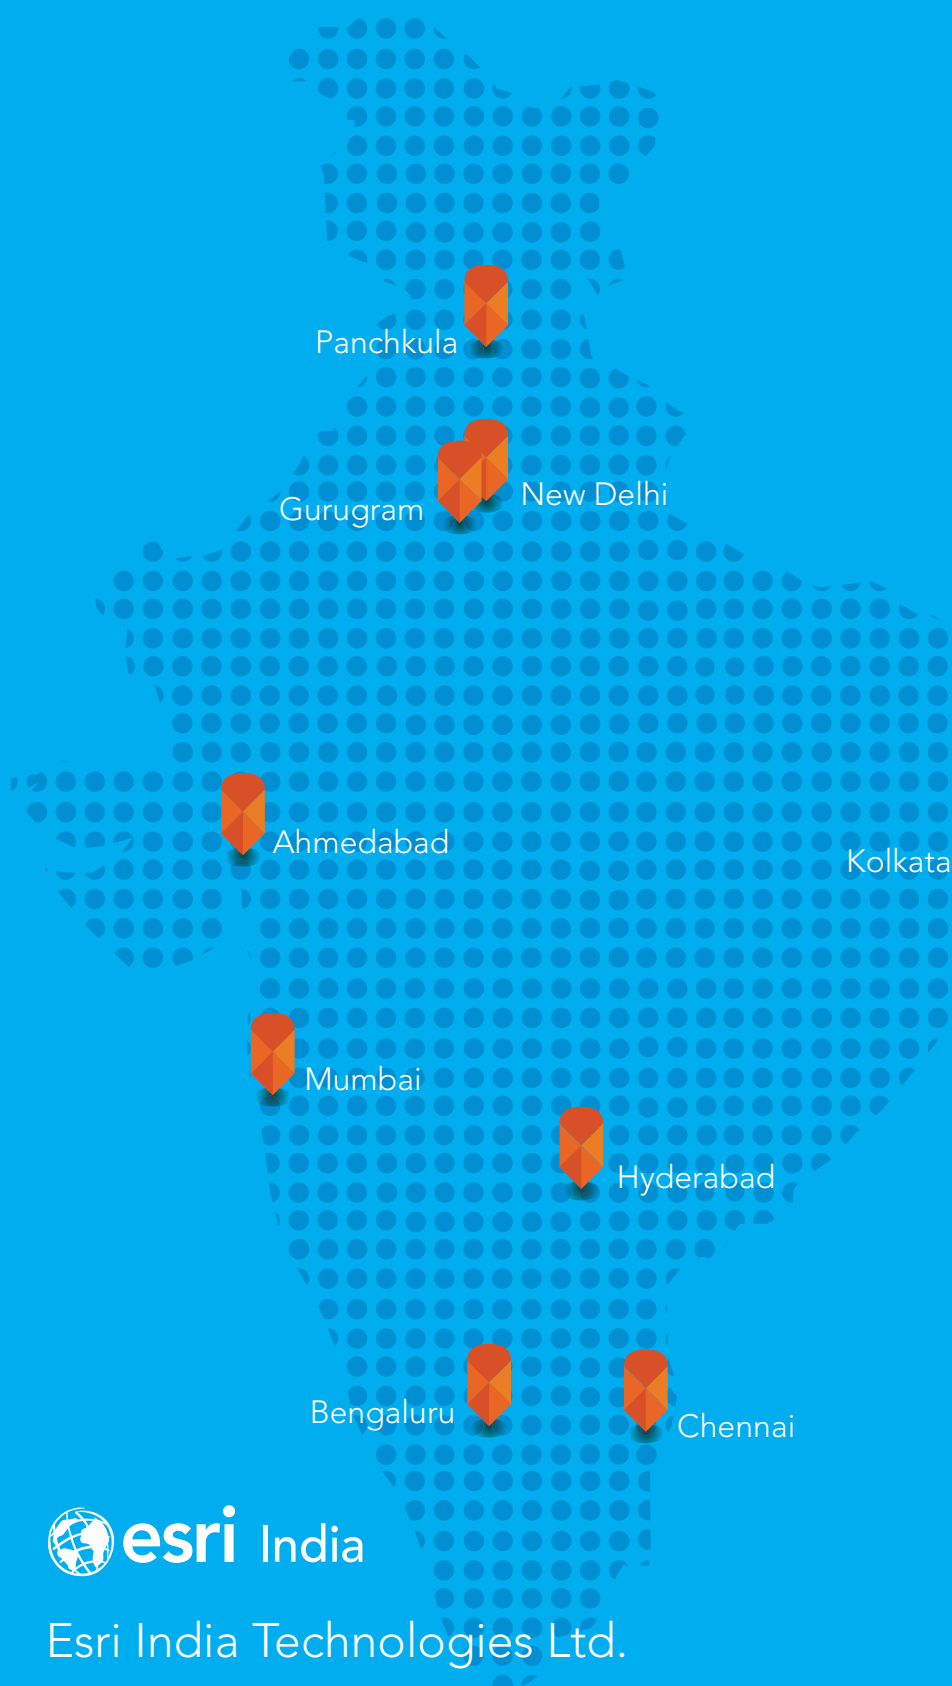 Panchkula
New Delhi
Gurugram
Ahmedabad
Kolkata
Mumbai
Hyderabad
Bengaluru
Chennai
esri India
Esri India Technologies Ltd.